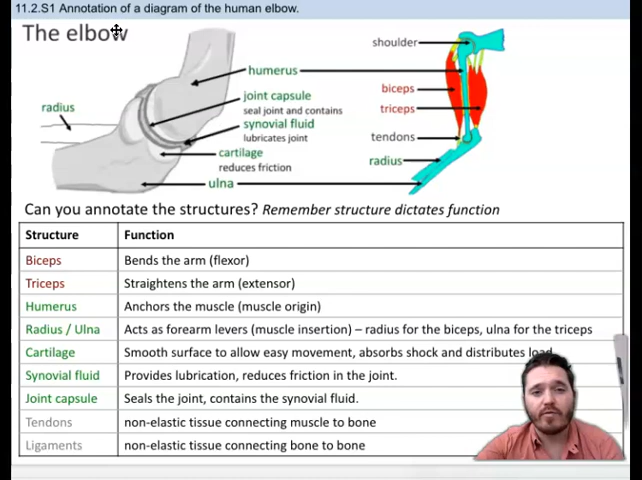 11.2.S1 Annotation of a diagram of the human elbow.
The elbow
shoulder
humerus
biceps
joint capsule
seal joint and contains
triceps
radius
synovial fluid
lubricates joint
tendons
cartilage
reduces friction
radius
ulna
Can you annotate the structures? Remember structure dictates function
Structure Function
Biceps Bends the arm (flexor)
Triceps Straightens the arm (extensor)
Humerus Anchors the muscle (muscle origin)
Radius / Ulna Acts as forearm levers (muscle insertion) – radius for the biceps, ulna for the triceps
Cartilage Smooth surface to allow easy movement, absorbs shock and distributes load
Synovial fluid Provides lubrication, reduces friction in the joint.
Joint capsule Seals the joint, contains the synovial fluid.
Tendons non-elastic tissue connecting muscle to bone
Ligaments non-elastic tissue connecting bone to bone